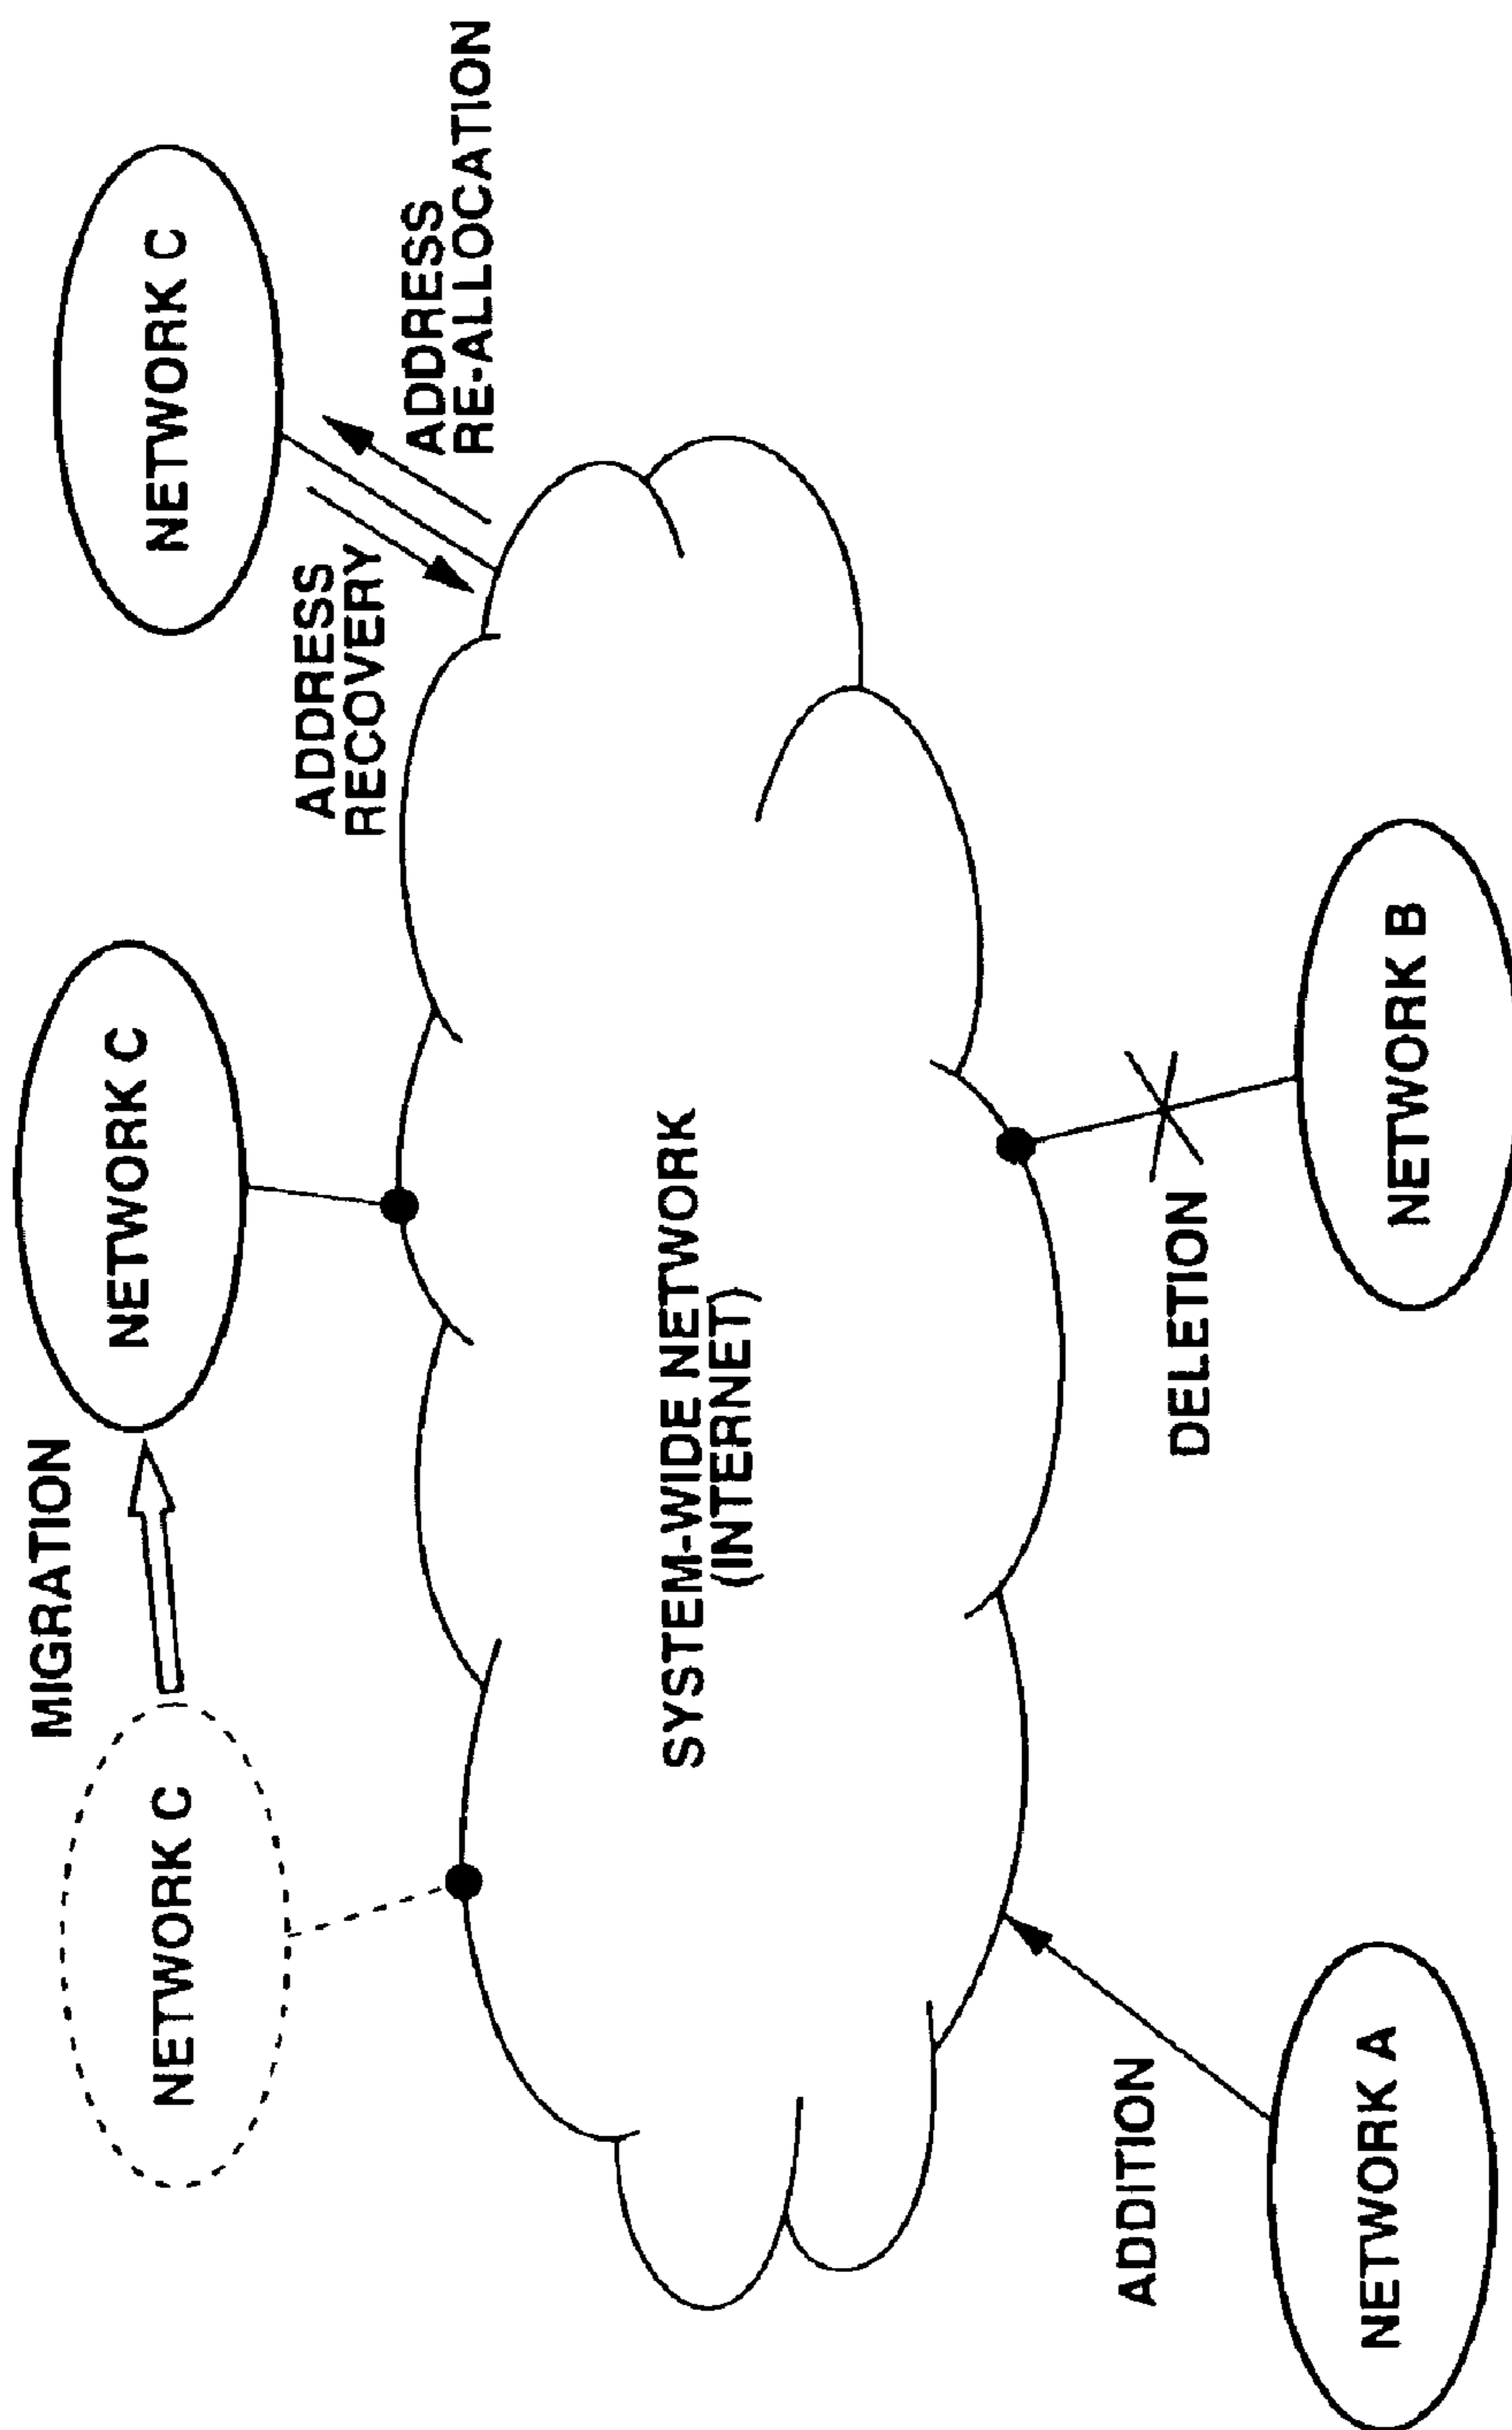 MIGRATION
NETWORK C
NETWORK C
NETWORK C
ADDRESS
RECOVERY
ADDRESS
RE-ALLOCATION
SYSTEM-WIDE NETWORK
(INTERNET)
ADDITION
DELETION
NETWORK A
NETWORK B